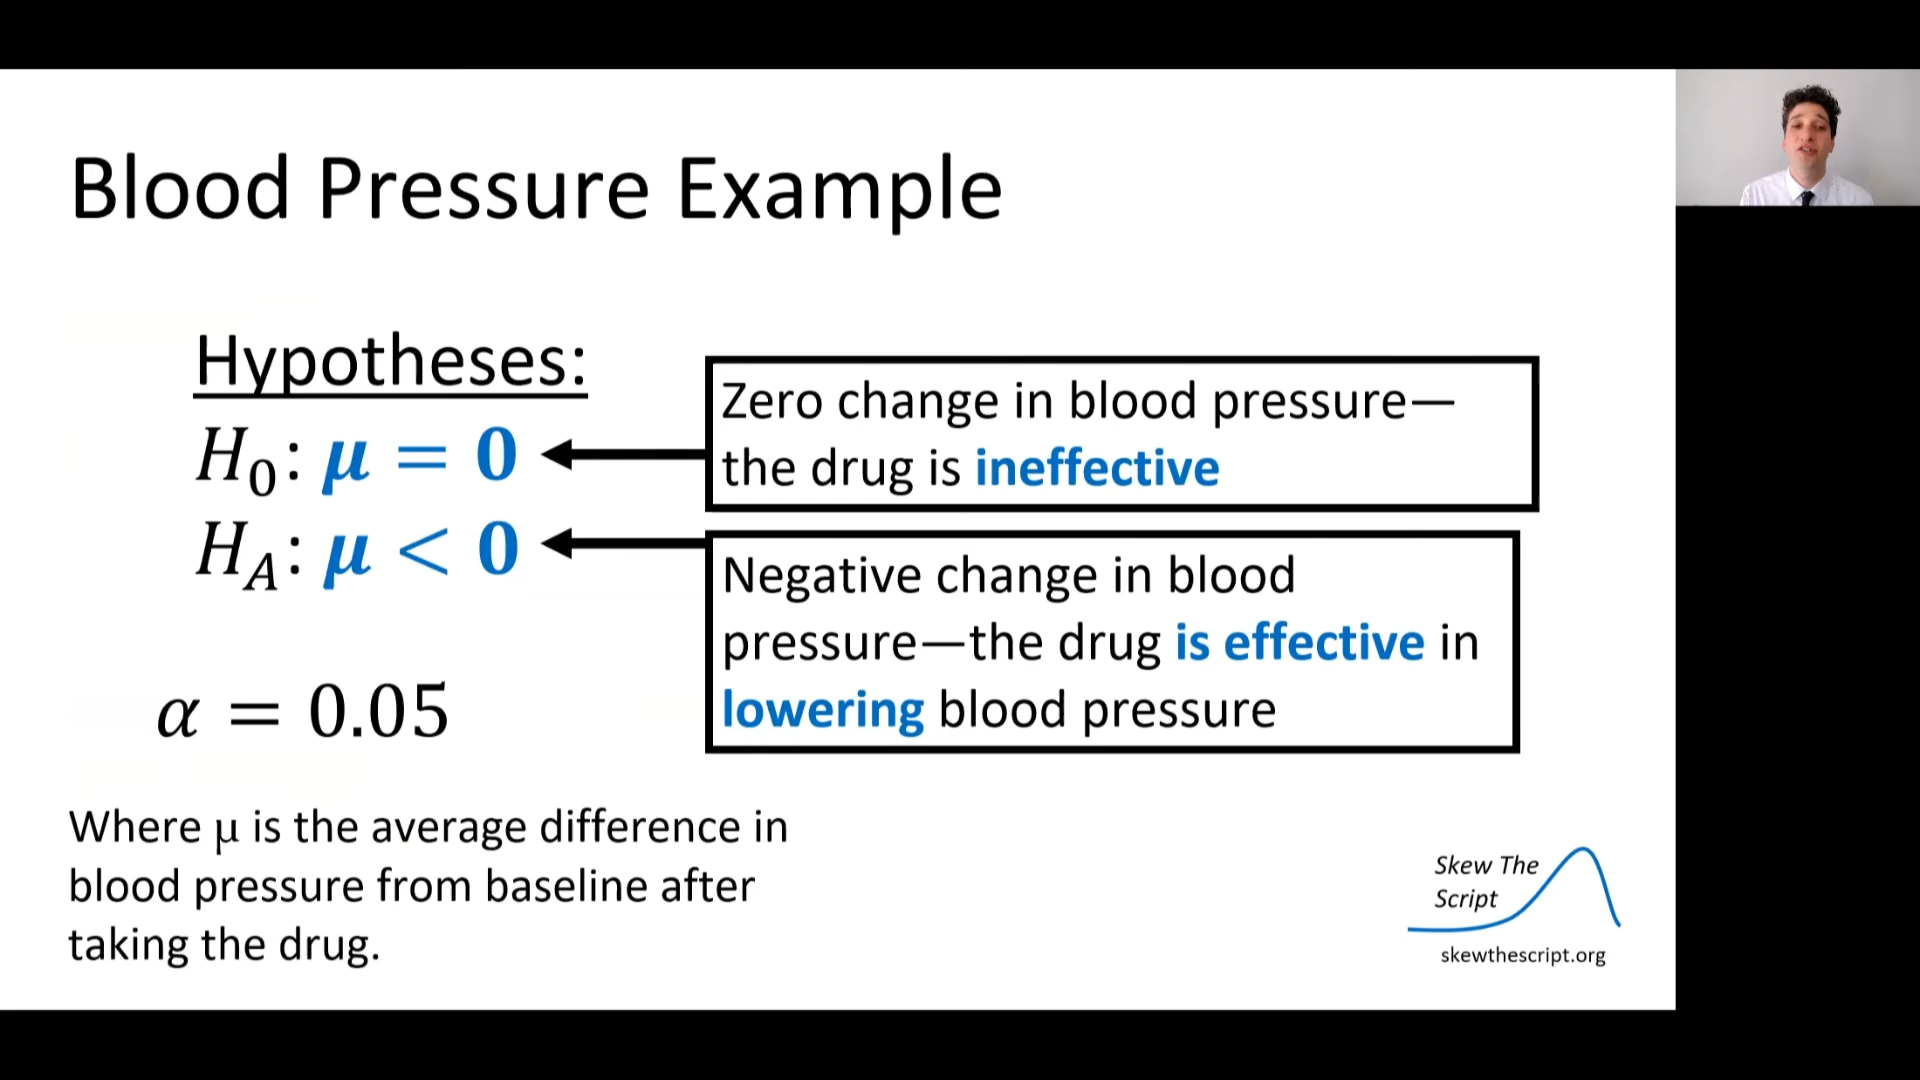 Blood Pressure Example
Hypotheses:
H₀: μ = 0
Zero change in blood pressure—
the drug is ineffective
H_A: μ < 0
Negative change in blood
pressure—the drug is effective in
lowering blood pressure
α = 0.05
Where μ is the average difference in
blood pressure from baseline after
taking the drug.
Skew The
Script
skewthescript.org